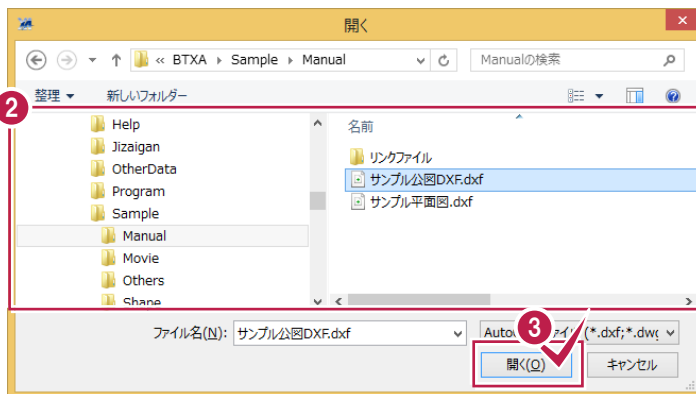 開く
« BTXA ▸ Sample ▸ Manual
Manualの検索
整理 ▼ 新しいフォルダー
2
Help
Jizaigan
OtherData
Program
Sample
Manual
Movie
Others
Shape
名前
リンクファイル
サンプル公図DXF.dxf
サンプル平面図.dxf
ファイル名(N): サンプル公図DXF.dxf
(*.dxf;*.dwg
3
開く(O)
キャンセル